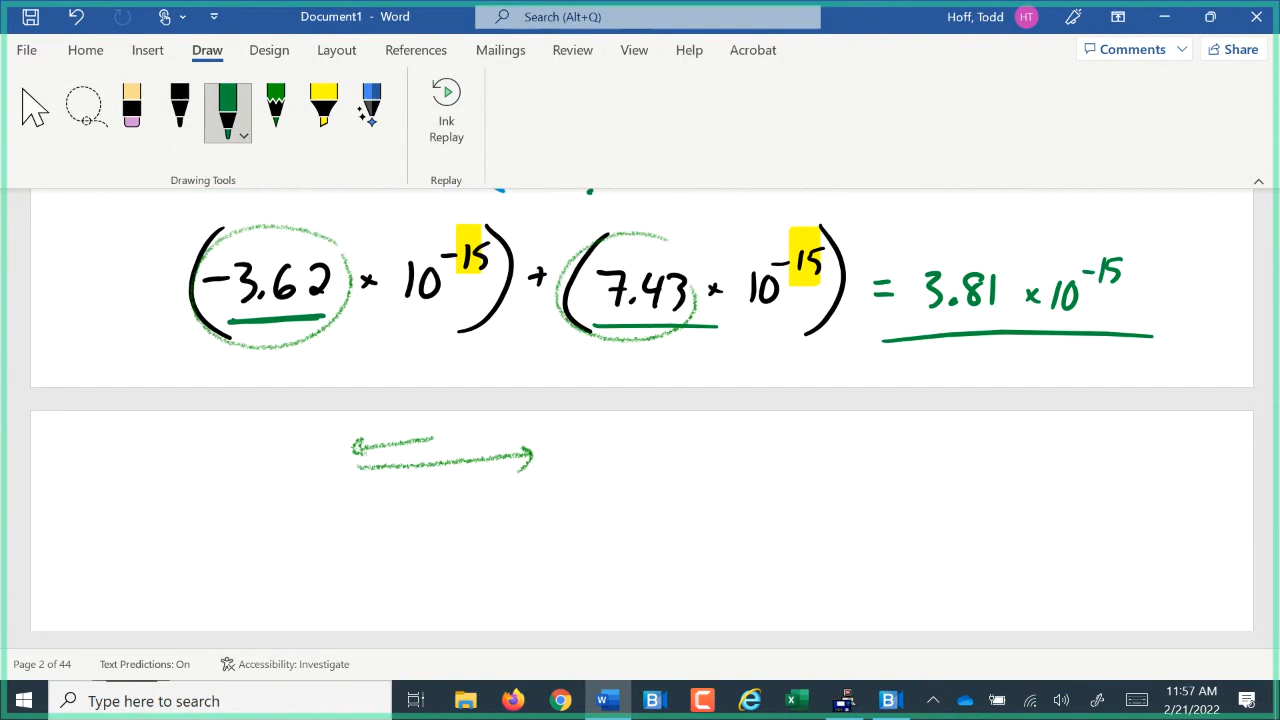 Document1 - Word
Search (Alt+Q)
Hoff, Todd
HT
File Home Insert Draw Design Layout References Mailings Review View Help Acrobat
Comments
Share
Ink
Replay
Drawing Tools
Replay
(-3.62 × 10^-15) + (7.43 × 10^-15) = 3.81 × 10^-15
Page 2 of 44
Text Predictions: On
Accessibility: Investigate
Type here to search
11:57 AM
2/21/2022